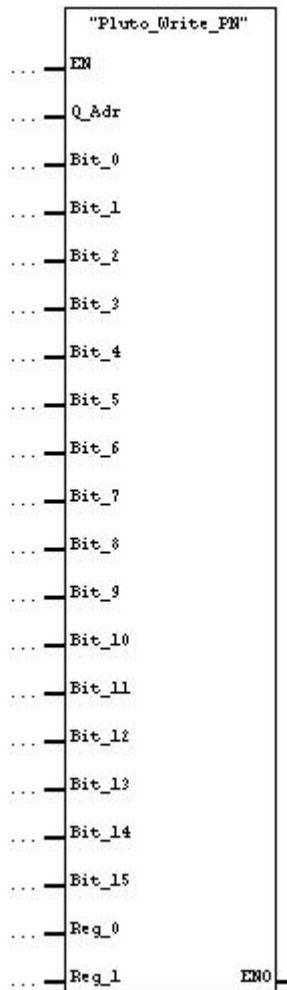 "Pluto_Write_PN"
... EN
... Q_Adr
... Bit_0
... Bit_1
... Bit_2
... Bit_3
... Bit_4
... Bit_5
... Bit_6
... Bit_7
... Bit_8
... Bit_9
... Bit_10
... Bit_11
... Bit_12
... Bit_13
... Bit_14
... Bit_15
... Reg_0
... Reg_1 ENO